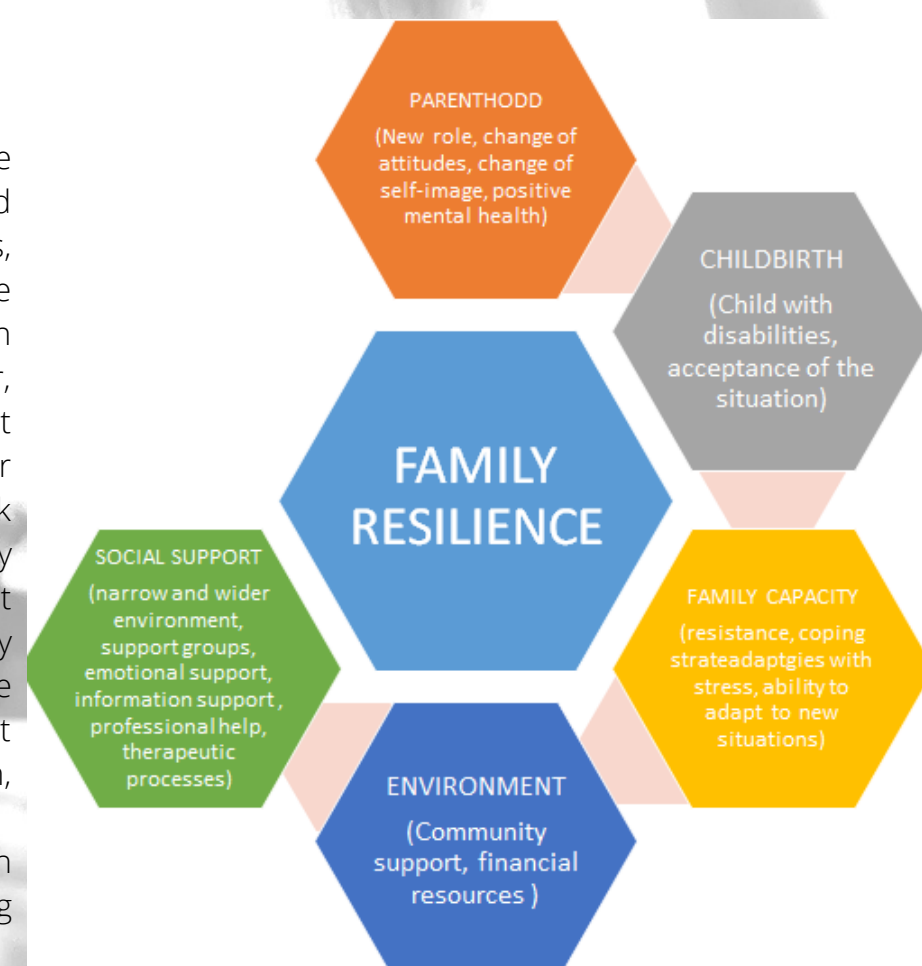 PARENTHODD
(New role, change of
attitudes, change of
self-image, positive
mental health)
CHILDBIRTH
(Child with
disabilities,
acceptance of the
situation)
FAMILY
RESILIENCE
FAMILY CAPACITY
(resistance, coping
strateadaptgies with
stress, ability to
adapt to new
situations)
ENVIRONMENT
(Community
support, financial
resources )
SOCIAL SUPPORT
(narrow and wider
environment,
support groups,
emotional support,
information support,
professional help,
therapeutic
processes)